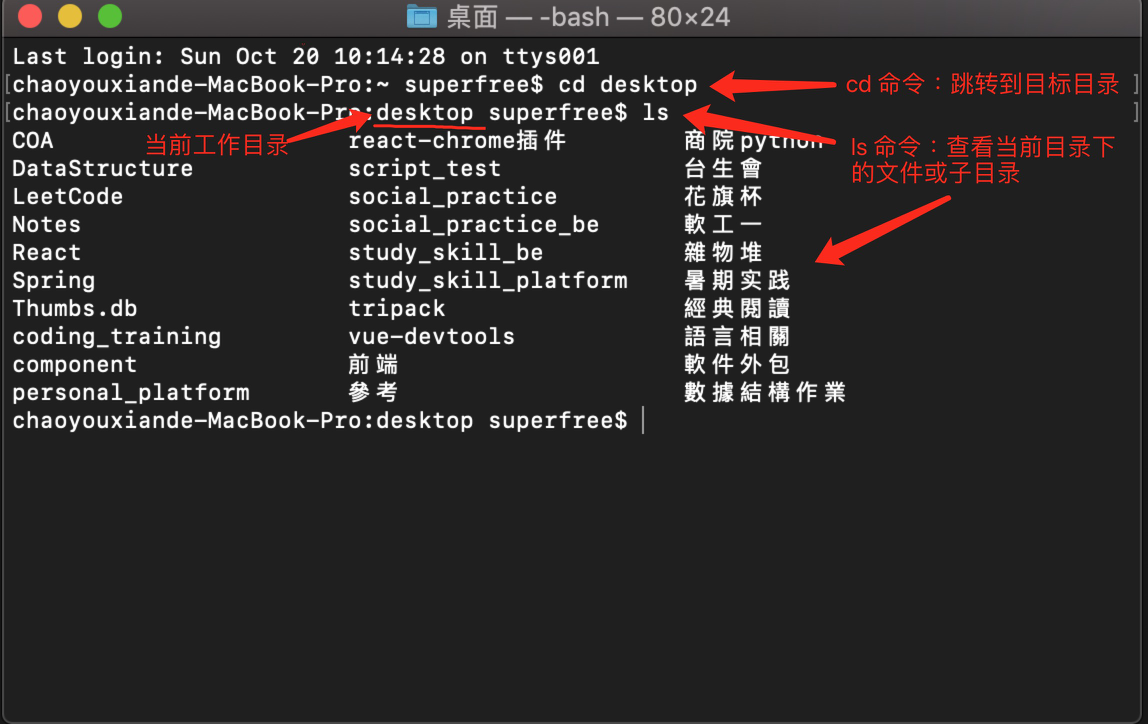 桌面 — -bash — 80×24
Last login: Sun Oct 20 10:14:28 on ttys001
[chaoyouxiande-MacBook-Pro:~ superfree$ cd desktop ]
cd 命令：跳转到目标目录
[chaoyouxiande-MacBook-Pro:desktop superfree$ ls ]
当前工作目录
ls 命令：查看当前目录下
的文件或子目录
COA react-chrome插件 商院python
DataStructure script_test 台生會
LeetCode social_practice 花旗杯
Notes social_practice_be 軟工一
React study_skill_be 雜物堆
Spring study_skill_platform 暑期实践
Thumbs.db tripack 經典閱讀
coding_training vue-devtools 語言相關
component 前端 軟件外包
personal_platform 參考 數據結構作業
chaoyouxiande-MacBook-Pro:desktop superfree$